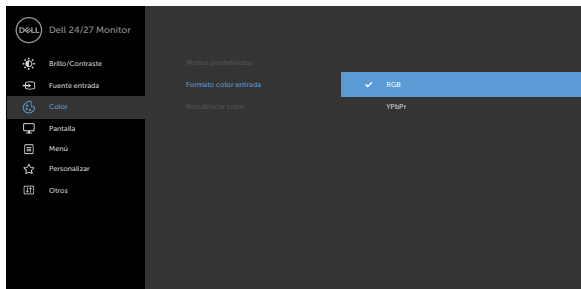 DELL Dell 24/27 Monitor
Brillo/Contraste Modos predefinidos
Fuente entrada Formato color entrada RGB
Color Restablecer color YPbPr
Pantalla
Menú
Personalizar
Otros